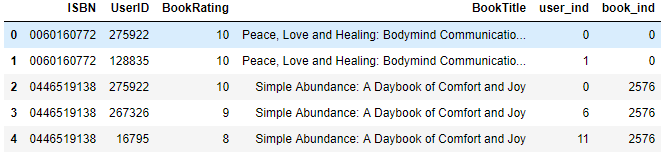 ISBN UserID BookRating BookTitle user_ind book_ind
0 0060160772 275922 10 Peace, Love and Healing: Bodymind Communicatio... 0 0
1 0060160772 128835 10 Peace, Love and Healing: Bodymind Communicatio... 1 0
2 0446519138 275922 10 Simple Abundance: A Daybook of Comfort and Joy 0 2576
3 0446519138 267326 9 Simple Abundance: A Daybook of Comfort and Joy 6 2576
4 0446519138 16795 8 Simple Abundance: A Daybook of Comfort and Joy 11 2576